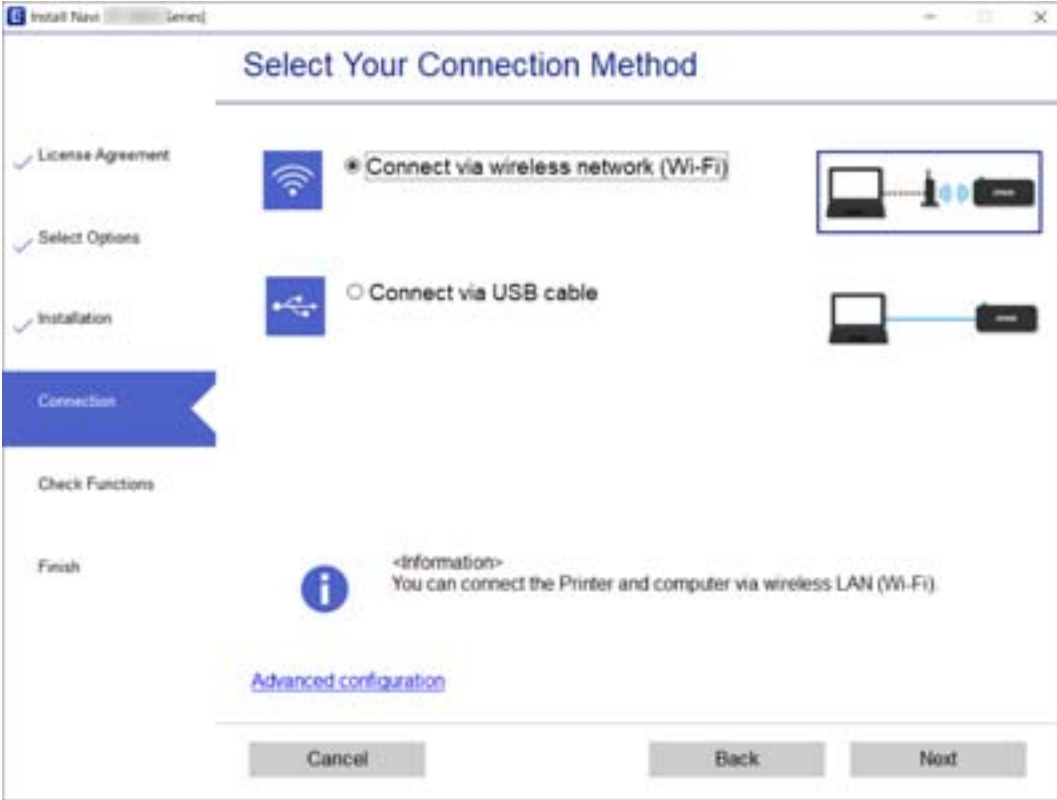 Install Navi Series]
Select Your Connection Method
License Agreement
Select Options
Installation
Connection
Check Functions
Finish
Connect via wireless network (Wi-Fi)
Connect via USB cable
<Information>
You can connect the Printer and computer via wireless LAN (Wi-Fi).
Advanced configuration
Cancel
Back
Next